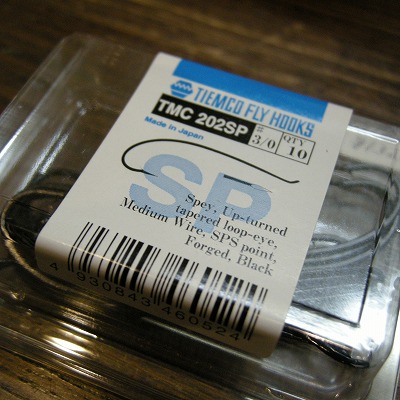 TIEMCO FLY HOOKS
TMC 202SP # 3/0 QTY 10
Made in Japan
SP
Spey, Up-turned
tapered loop-eye,
Medium Wire, SPS point,
Forged, Black
4 930843 460524